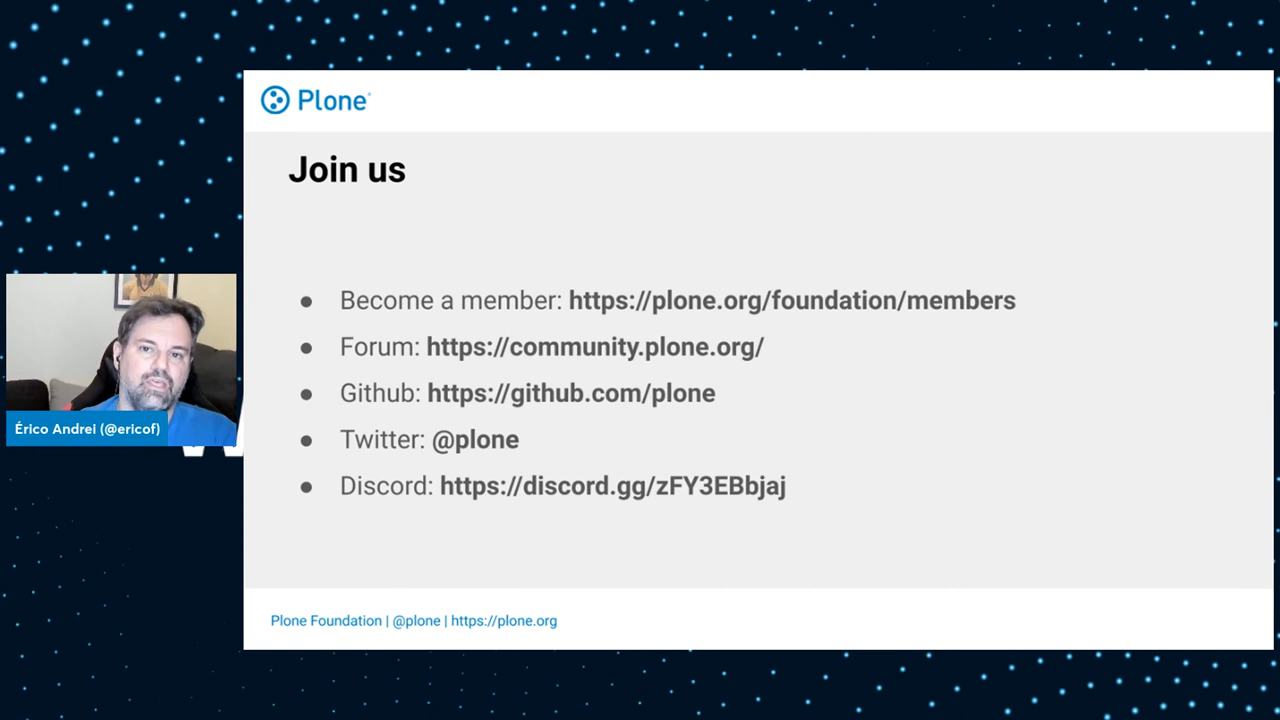 Plone
Join us
● Become a member: https://plone.org/foundation/members
● Forum: https://community.plone.org/
● Github: https://github.com/plone
● Twitter: @plone
● Discord: https://discord.gg/zFY3EBbjaj
Érico Andrei (@ericof)
Plone Foundation | @plone | https://plone.org